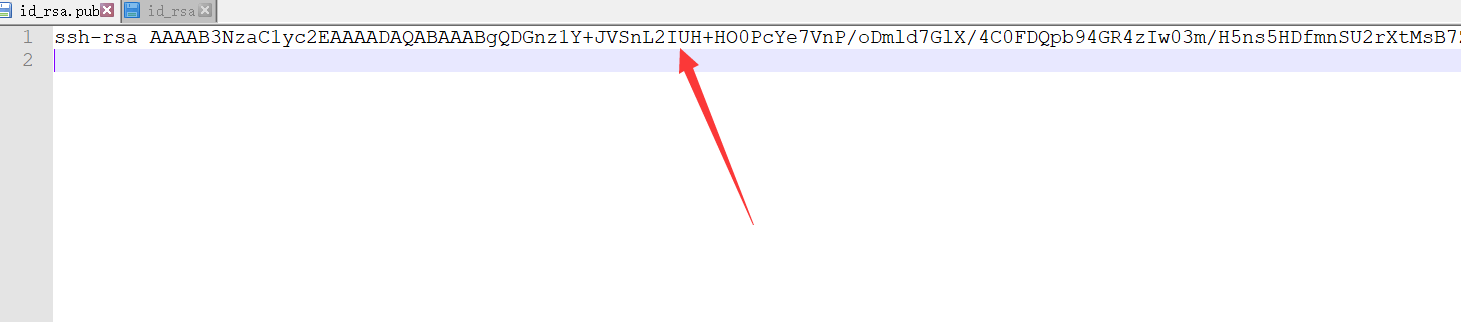 id_rsa.pub id_rsa
1 ssh-rsa AAAAB3NzaC1yc2EAAAADAQABAAABgQDGnz1Y+JVSnL2IUH+HO0PcYe7VnP/oDmld7GlX/4C0FDQpb94GR4zIw03m/H5ns5HDfmnSU2rXtMsB7
2